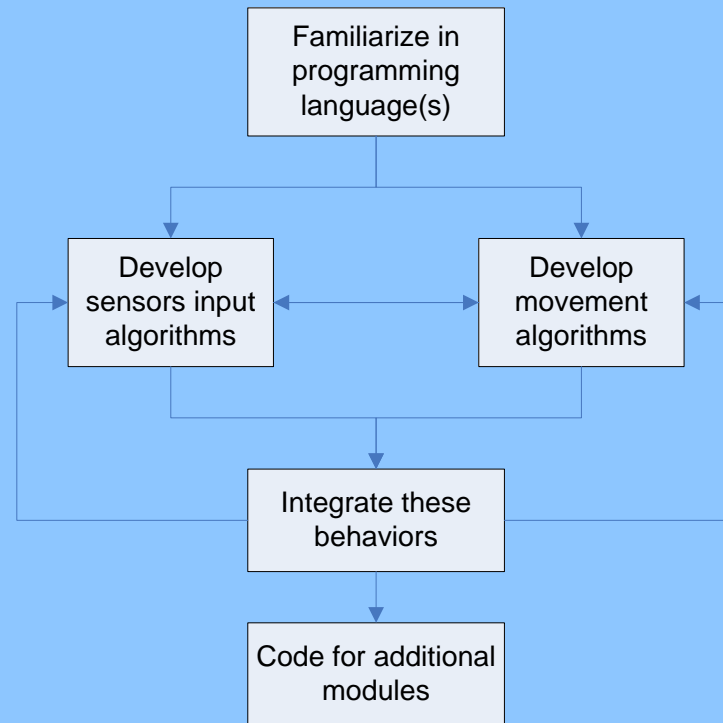 Familiarize in
programming
language(s)
Develop
sensors input
algorithms
Develop
movement
algorithms
Integrate these
behaviors
Code for additional
modules